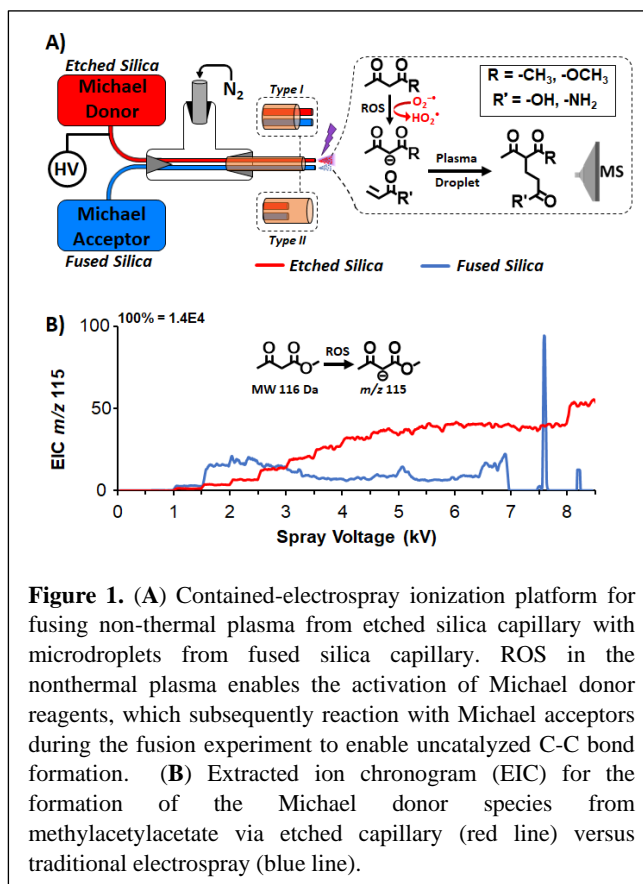 A)
Etched Silica
Michael
Donor
N2
HV
Michael
Acceptor
Fused Silica
Type I
Type II
O O
R
ROS
O2−•
HO2•
O O
R
⊖
O
R'
Plasma
Droplet
R = -CH3, -OCH3
R' = -OH, -NH2
O O
R
R' O
MS
Etched Silica
Fused Silica
B)
100% = 1.4E4
EIC m/z 115
100
50
0
O O
O
MW 116 Da
ROS
O O
O
⊖
m/z 115
0 1 2 3 4 5 6 7 8
Spray Voltage (kV)
Figure 1. (A) Contained-electrospray ionization platform for
fusing non-thermal plasma from etched silica capillary with
microdroplets from fused silica capillary. ROS in the
nonthermal plasma enables the activation of Michael donor
reagents, which subsequently reaction with Michael acceptors
during the fusion experiment to enable uncatalyzed C-C bond
formation. (B) Extracted ion chronogram (EIC) for the
formation of the Michael donor species from
methylacetylacetate via etched capillary (red line) versus
traditional electrospray (blue line).